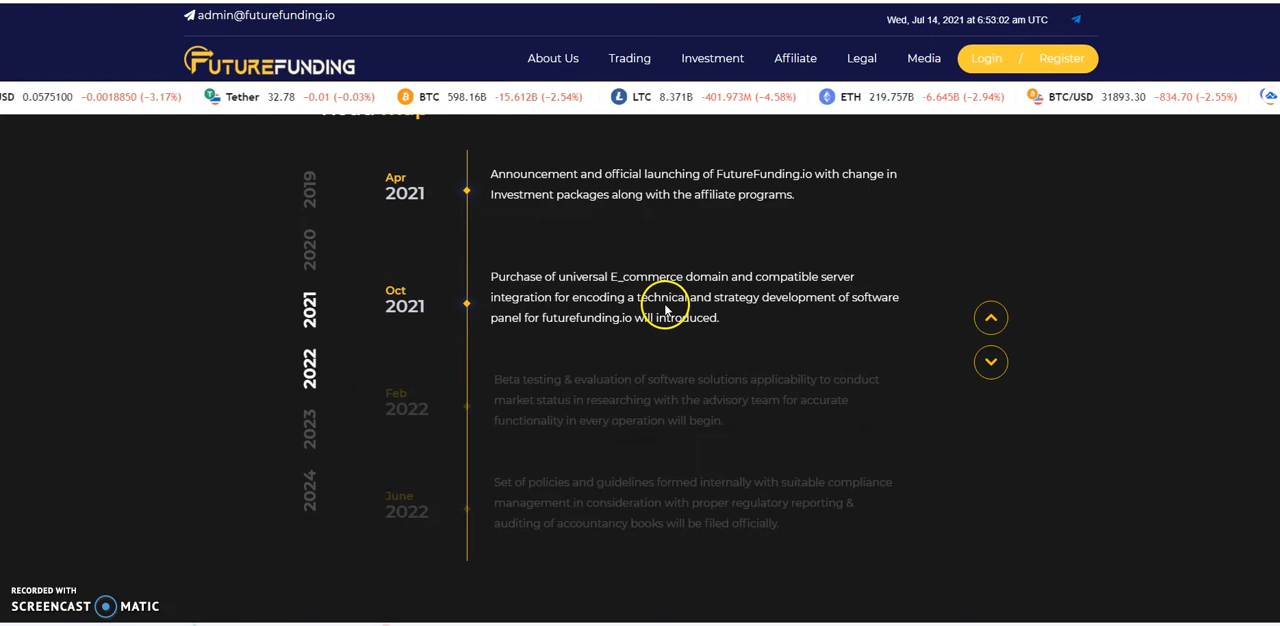 admin@futurefunding.io
Wed, Jul 14, 2021 at 6:53:02 am UTC
FUTUREFUNDING
About Us Trading Investment Affiliate Legal Media Login / Register
SD 0.0575100 -0.0018850 (-3.17%) Tether 32.78 -0.01 (-0.03%) BTC 598.16B -15.612B (-2.54%) LTC 8.371B -401.973M (-4.58%) ETH 219.757B -6.645B (-2.94%) BTC/USD 31893.30 -834.70 (-2.55%)
2019
2020
2021
2022
2023
2024
Apr
2021
Announcement and official launching of FutureFunding.io with change in
Investment packages along with the affiliate programs.
Oct
2021
Purchase of universal E_commerce domain and compatible server
integration for encoding a technical and strategy development of software
panel for futurefunding.io will introduced.
Feb
2022
Beta testing & evaluation of software solutions applicability to conduct
market status in researching with the advisory team for accurate
functionality in every operation will begin.
June
2022
Set of policies and guidelines formed internally with suitable compliance
management in consideration with proper regulatory reporting &
auditing of accountancy books will be filed officially.
RECORDED WITH
SCREENCAST MATIC